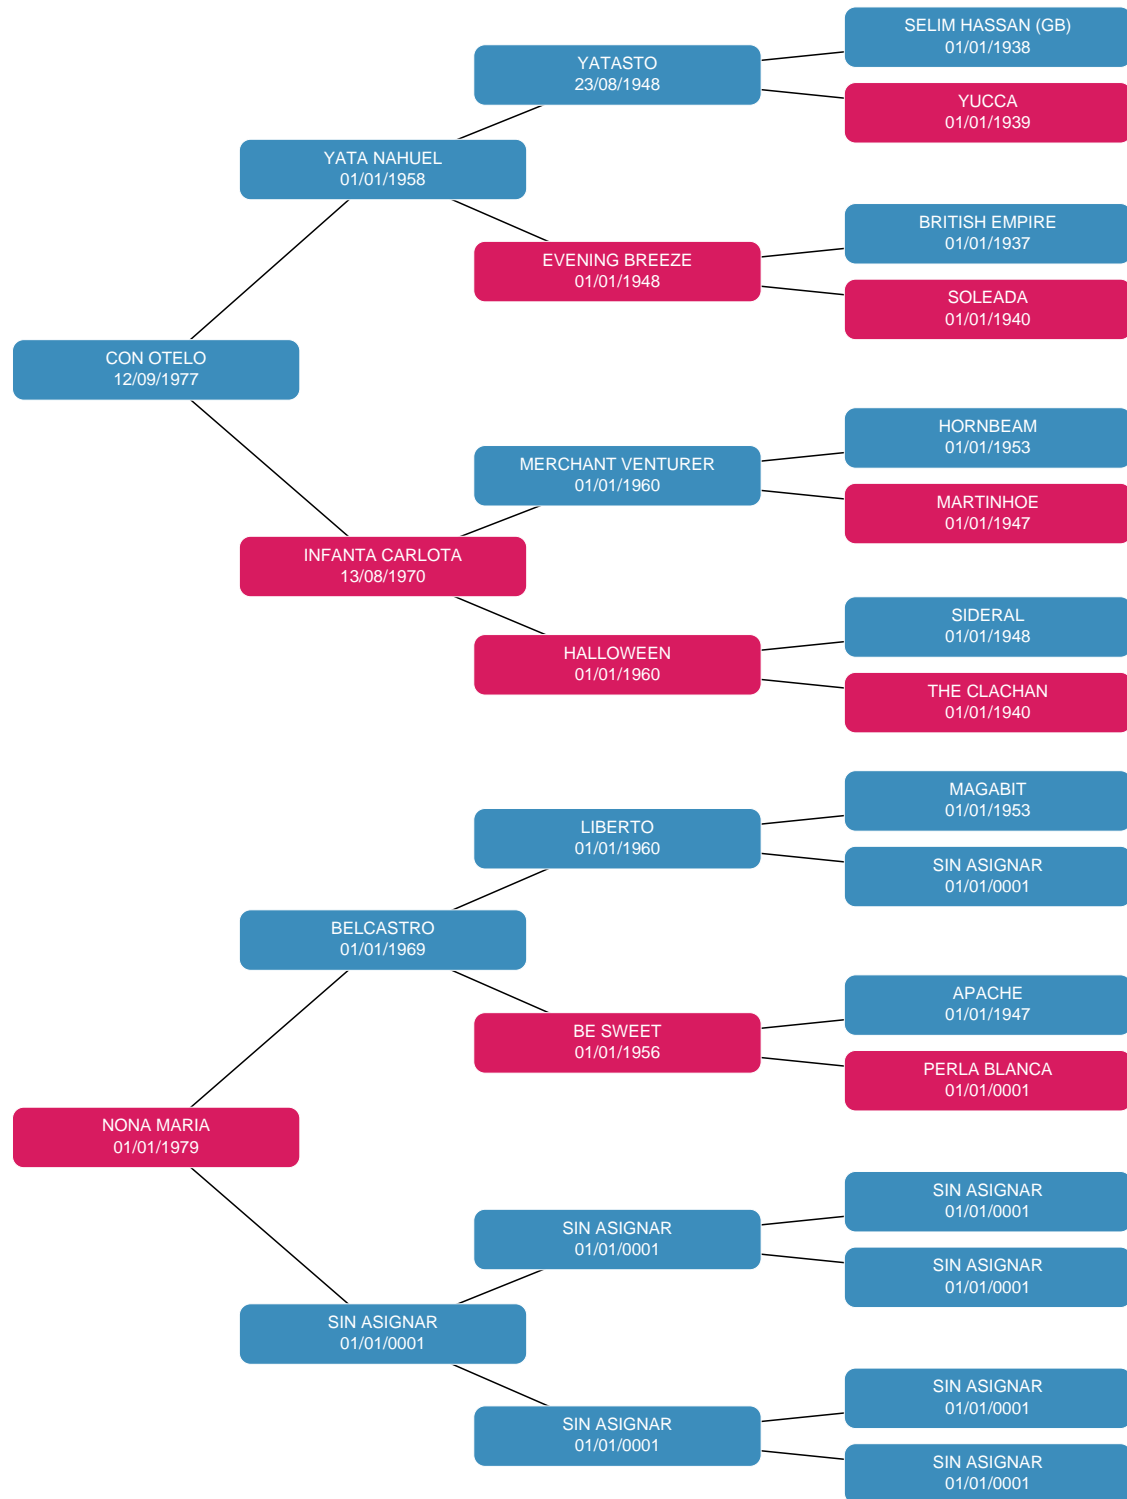 SELIM HASSAN (GB)
01/01/1938
YATASTO
23/08/1948
YUCCA
01/01/1939
YATA NAHUEL
01/01/1958
BRITISH EMPIRE
01/01/1937
EVENING BREEZE
01/01/1948
SOLEADA
01/01/1940
CON OTELO
12/09/1977
HORNBEAM
01/01/1953
MERCHANT VENTURER
01/01/1960
MARTINHOE
01/01/1947
INFANTA CARLOTA
13/08/1970
SIDERAL
01/01/1948
HALLOWEEN
01/01/1960
THE CLACHAN
01/01/1940
MAGABIT
01/01/1953
LIBERTO
01/01/1960
SIN ASIGNAR
01/01/0001
BELCASTRO
01/01/1969
APACHE
01/01/1947
BE SWEET
01/01/1956
PERLA BLANCA
01/01/0001
NONA MARIA
01/01/1979
SIN ASIGNAR
01/01/0001
SIN ASIGNAR
01/01/0001
SIN ASIGNAR
01/01/0001
SIN ASIGNAR
01/01/0001
SIN ASIGNAR
01/01/0001
SIN ASIGNAR
01/01/0001
SIN ASIGNAR
01/01/0001